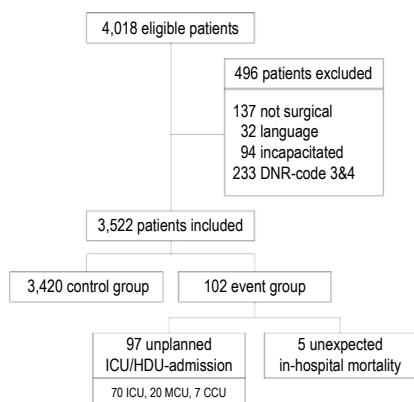 4,018 eligible patients
496 patients excluded
137 not surgical
32 language
94 incapacitated
233 DNR-code 3&4
3,522 patients included
3,420 control group
102 event group
97 unplanned
ICU/HDU-admission
70 ICU, 20 MCU, 7 CCU
5 unexpected
in-hospital mortality